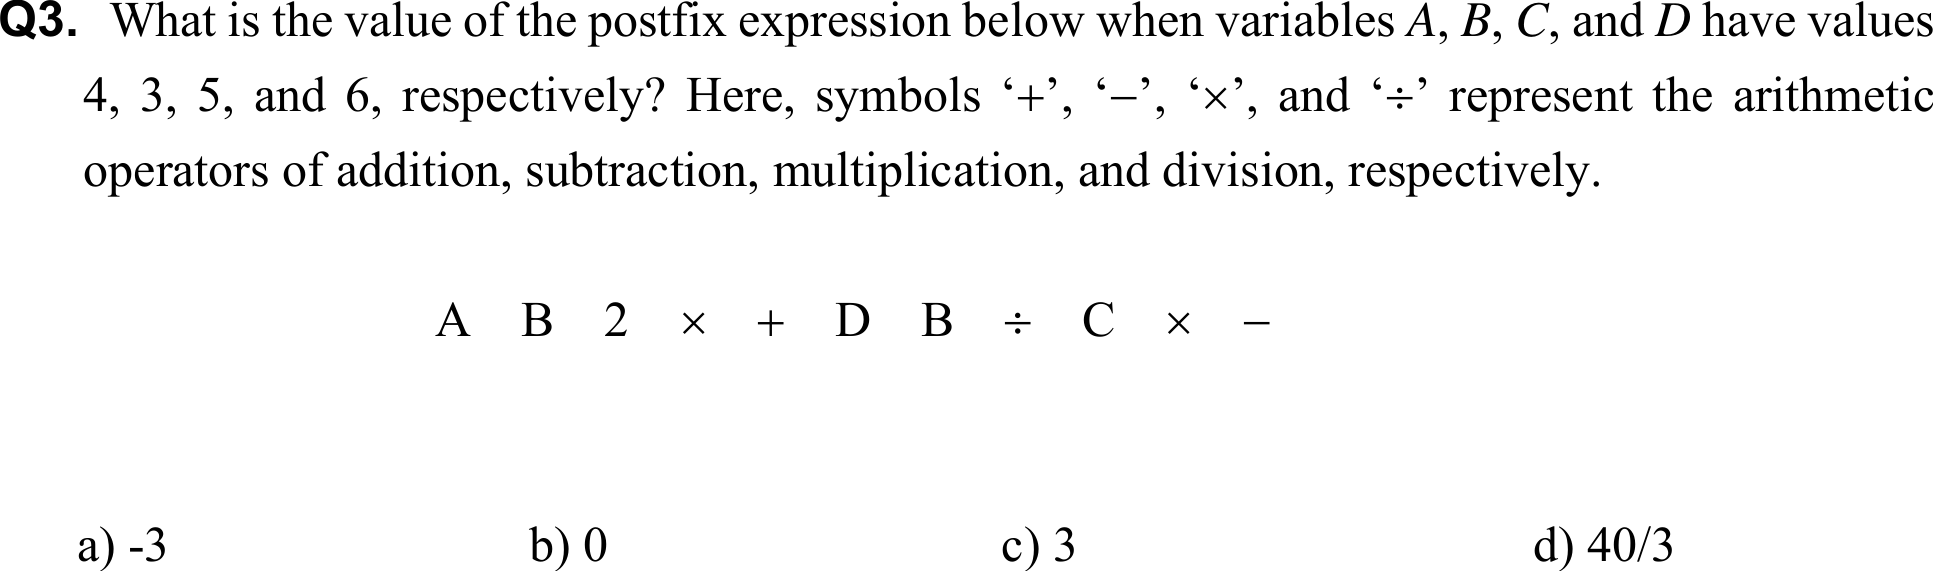 Q3. What is the value of the postfix expression below when variables A, B, C, and D have values
4, 3, 5, and 6, respectively? Here, symbols ‘+’, ‘−’, ‘×’, and ‘÷’ represent the arithmetic
operators of addition, subtraction, multiplication, and division, respectively.
A B 2 × + D B ÷ C × −
a) -3 b) 0 c) 3 d) 40/3